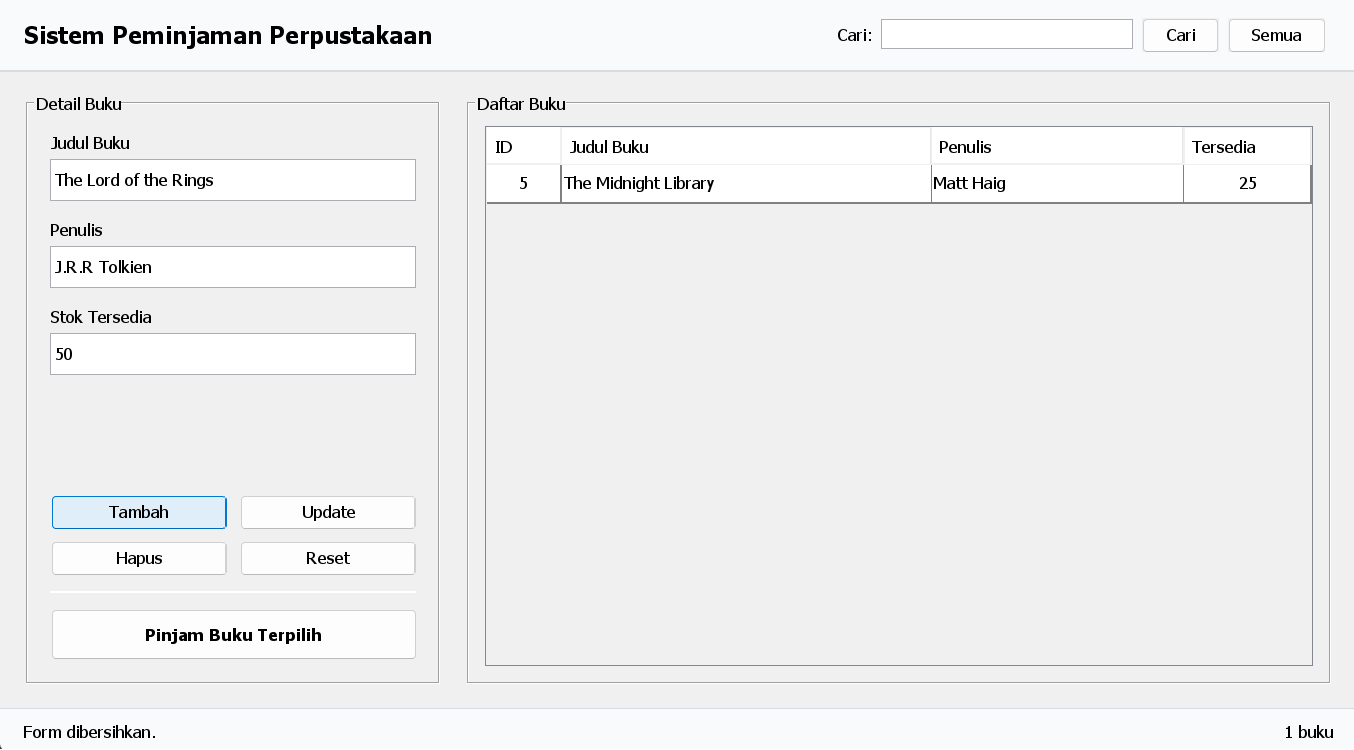 Sistem Peminjaman Perpustakaan
Cari:
Cari
Semua
Detail Buku
Judul Buku
The Lord of the Rings
Penulis
J.R.R Tolkien
Stok Tersedia
50
Tambah
Update
Hapus
Reset
Pinjam Buku Terpilih
Daftar Buku
ID Judul Buku Penulis Tersedia
5 The Midnight Library Matt Haig 25
Form dibersihkan.
1 buku